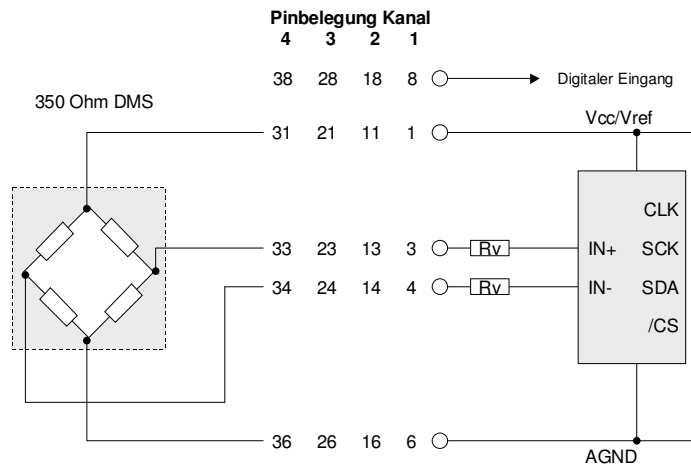 Pinbelegung Kanal
4 3 2 1
38 28 18 8 Digitaler Eingang
350 Ohm DMS
31 21 11 1 Vcc/Vref
CLK
33 23 13 3 Rv IN+ SCK
34 24 14 4 Rv IN- SDA
/CS
36 26 16 6
AGND